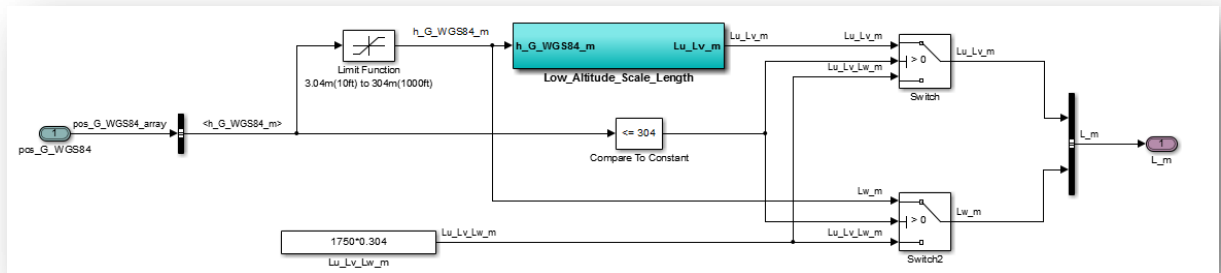 h_G_WGS84_m
Lu_Lv_m
Lu_Lv_m
h_G_WGS84_m
Lu_Lv_m
Lu_Lv_m
> 0
Lu_Lv_Lw_m
Limit Function
3.04m(10ft) to 304m(1000ft)
Low_Altitude_Scale_Length
Switch
pos_G_WGS84_array
<h_G_WGS84_m>
1
pos_G_WGS84
<= 304
Compare To Constant
L_m
1
L_m
Lw_m
> 0
Lw_m
1750*0.304
Lu_Lv_Lw_m
Lu_Lv_Lw_m
Lu_Lv_Lw_m
Switch2